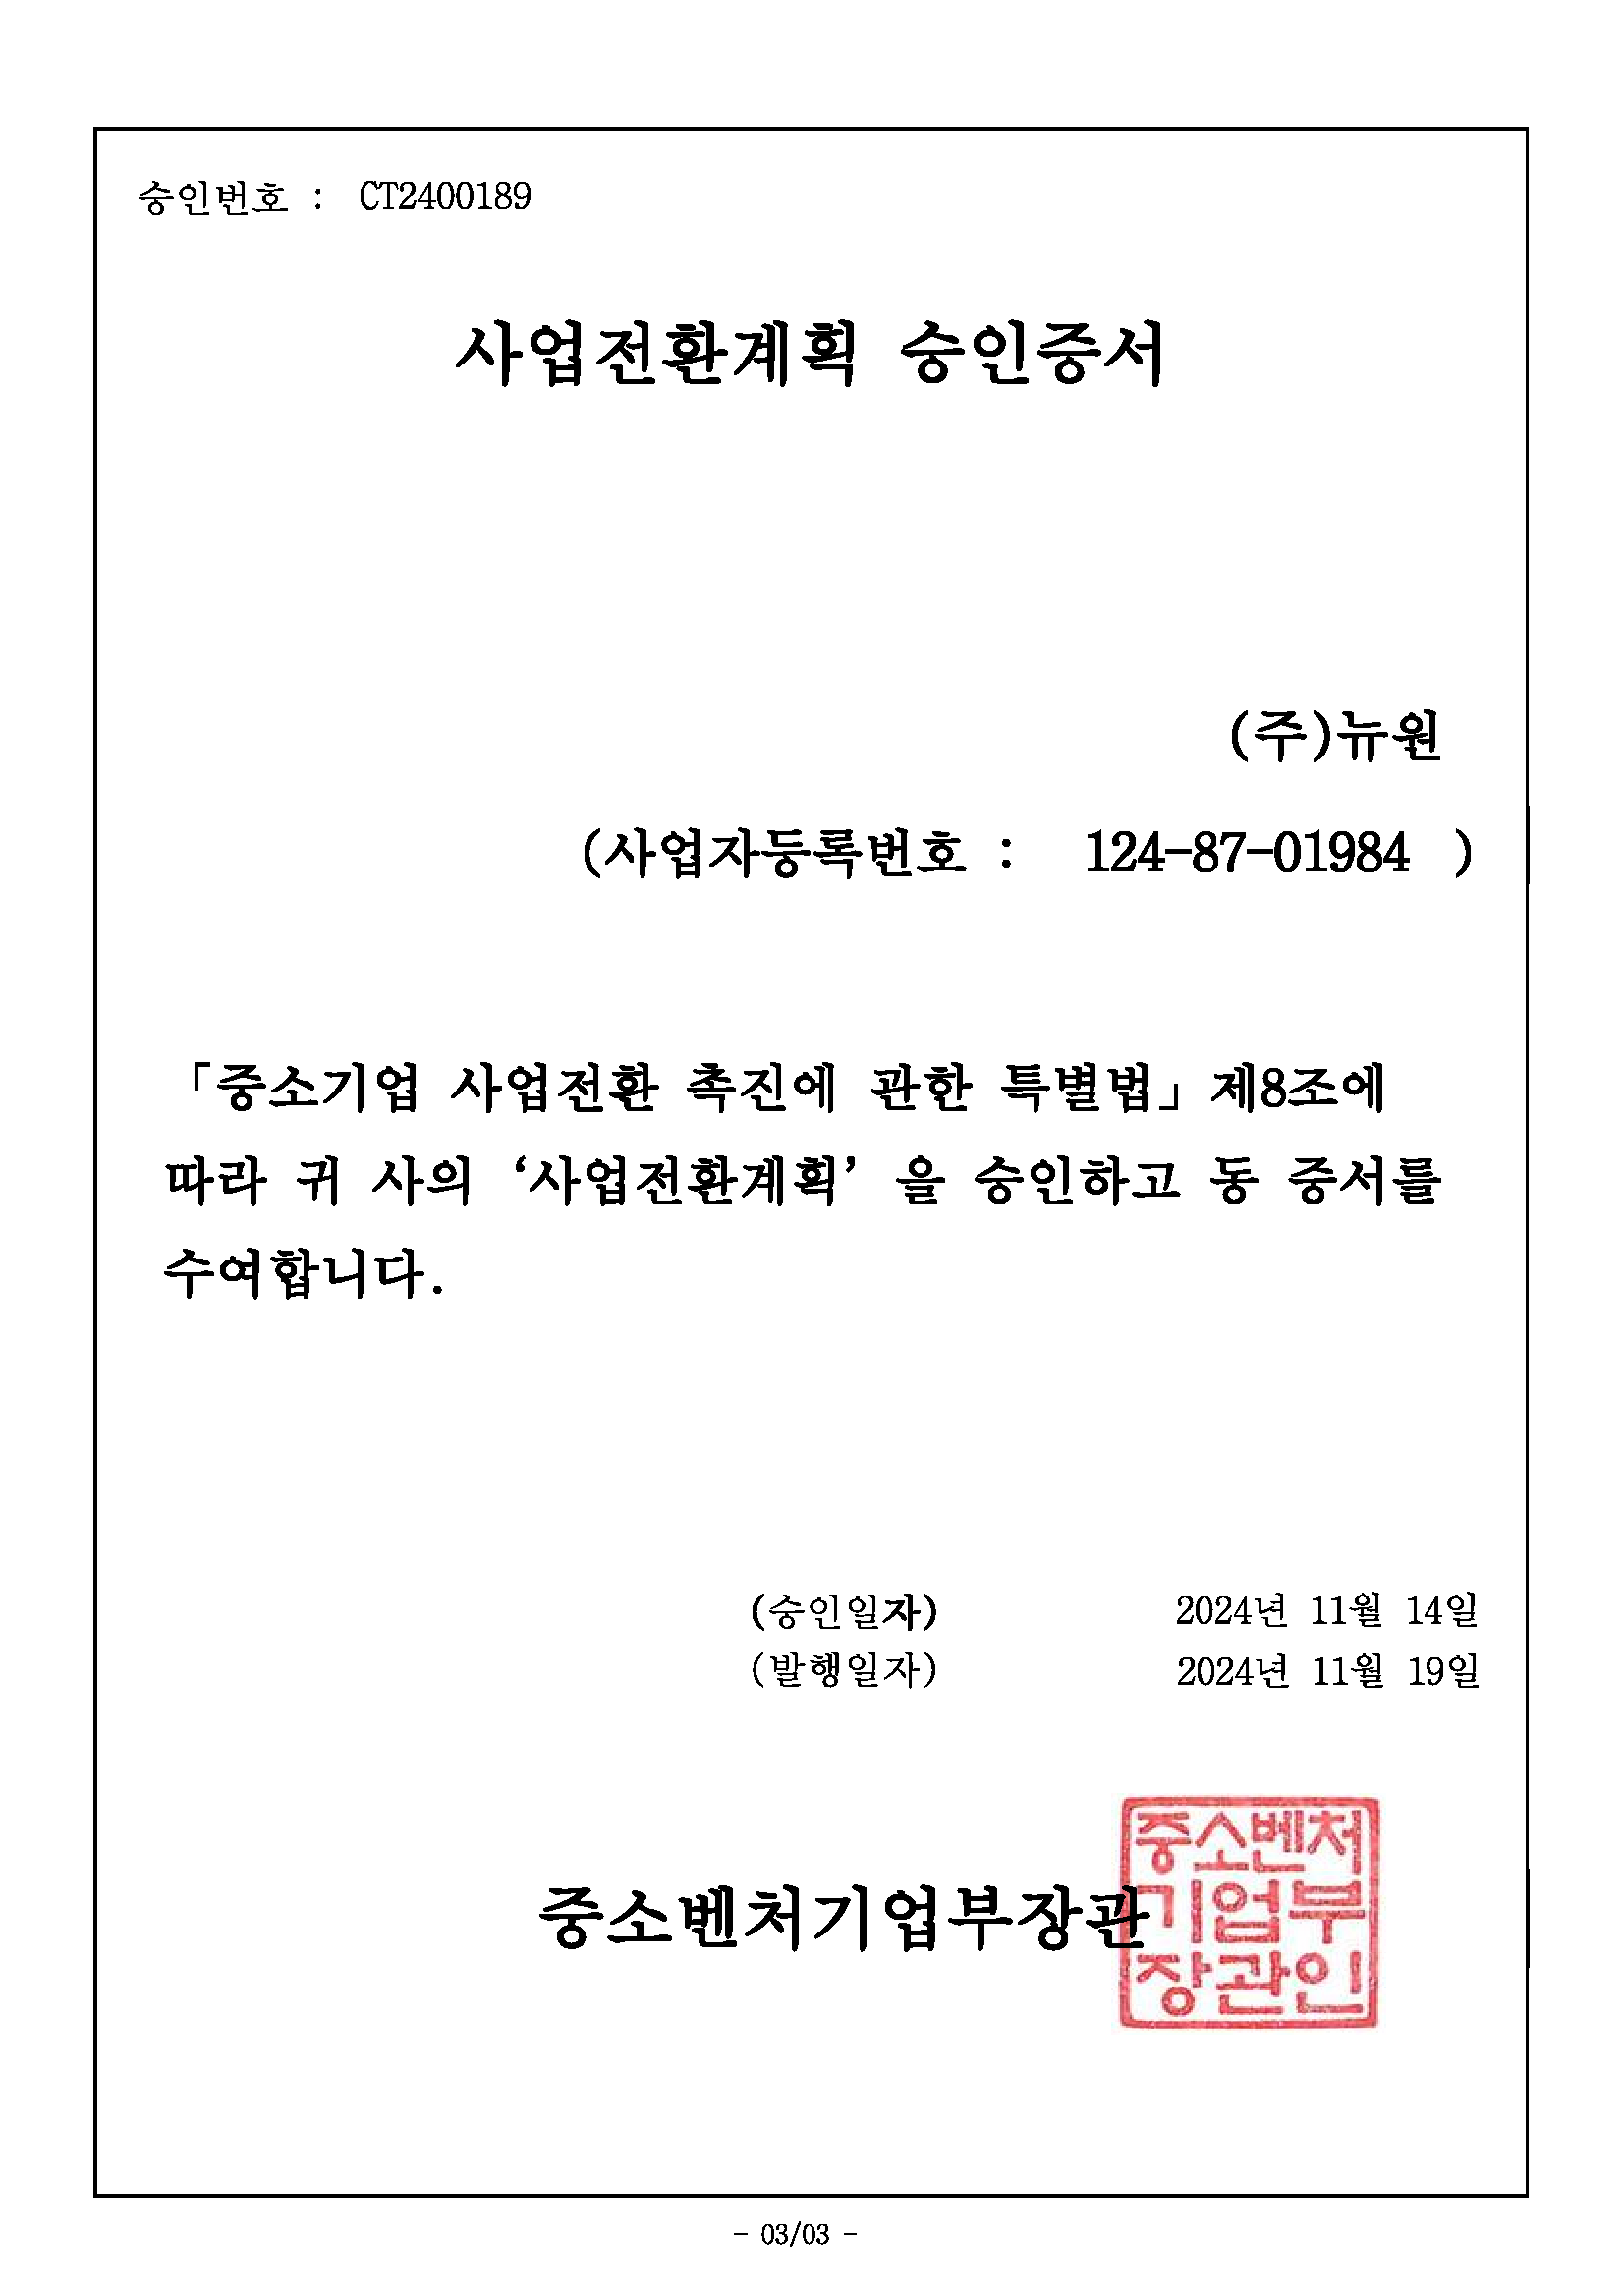 승인번호 : CT2400189
사업전환계획 승인증서
(주)뉴원
(사업자등록번호 : 124-87-01984 )
「중소기업 사업전환 촉진에 관한 특별법」제8조에
따라 귀 사의 ‘사업전환계획’ 을 승인하고 동 증서를
수여합니다.
(승인일자) 2024년 11월 14일
(발행일자) 2024년 11월 19일
중소벤처기업부장관
중소벤처
기업부
장관인
- 03/03 -